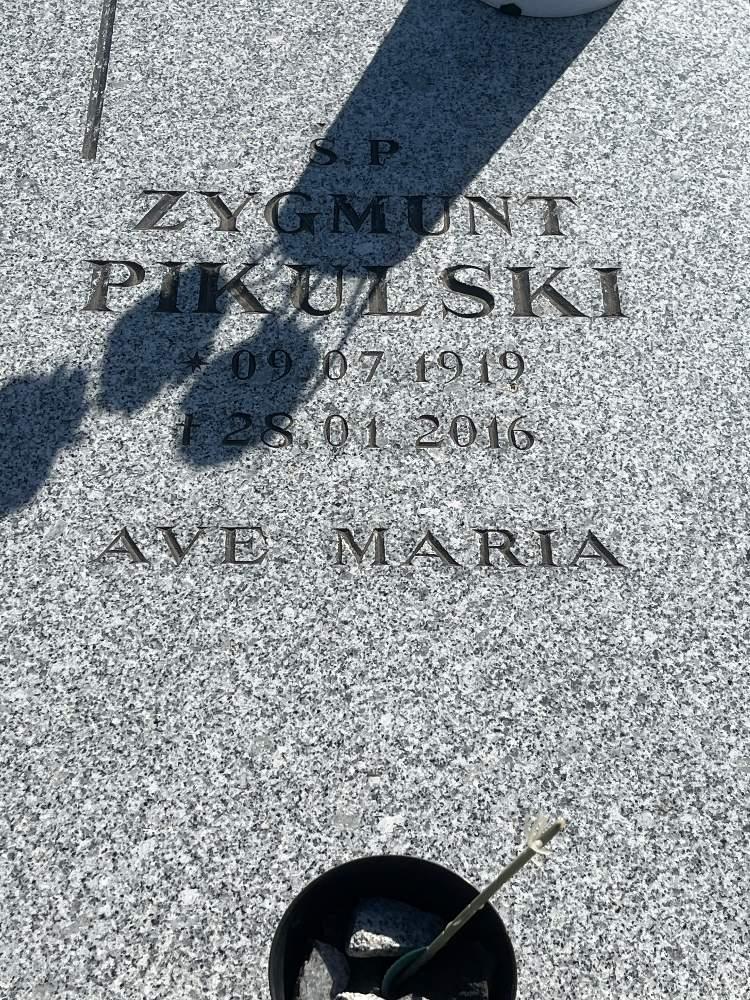 Ś P
ZYGMUNT
PIKULSKI
* 09.07.1919
† 28.01.2016
AVE MARIA